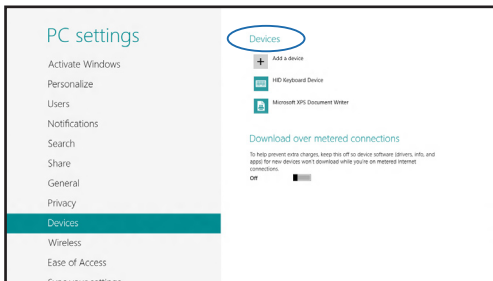 PC settings
Activate Windows
Personalize
Users
Notifications
Search
Share
General
Privacy
Devices
Wireless
Ease of Access
Sync your settings
Devices
Add a device
HID Keyboard Device
Microsoft XPS Document Writer
Download over metered connections
To help prevent extra charges, keep this off so device software (drivers, info, and
apps) for new devices won't download while you're on metered Internet
connections.
Off